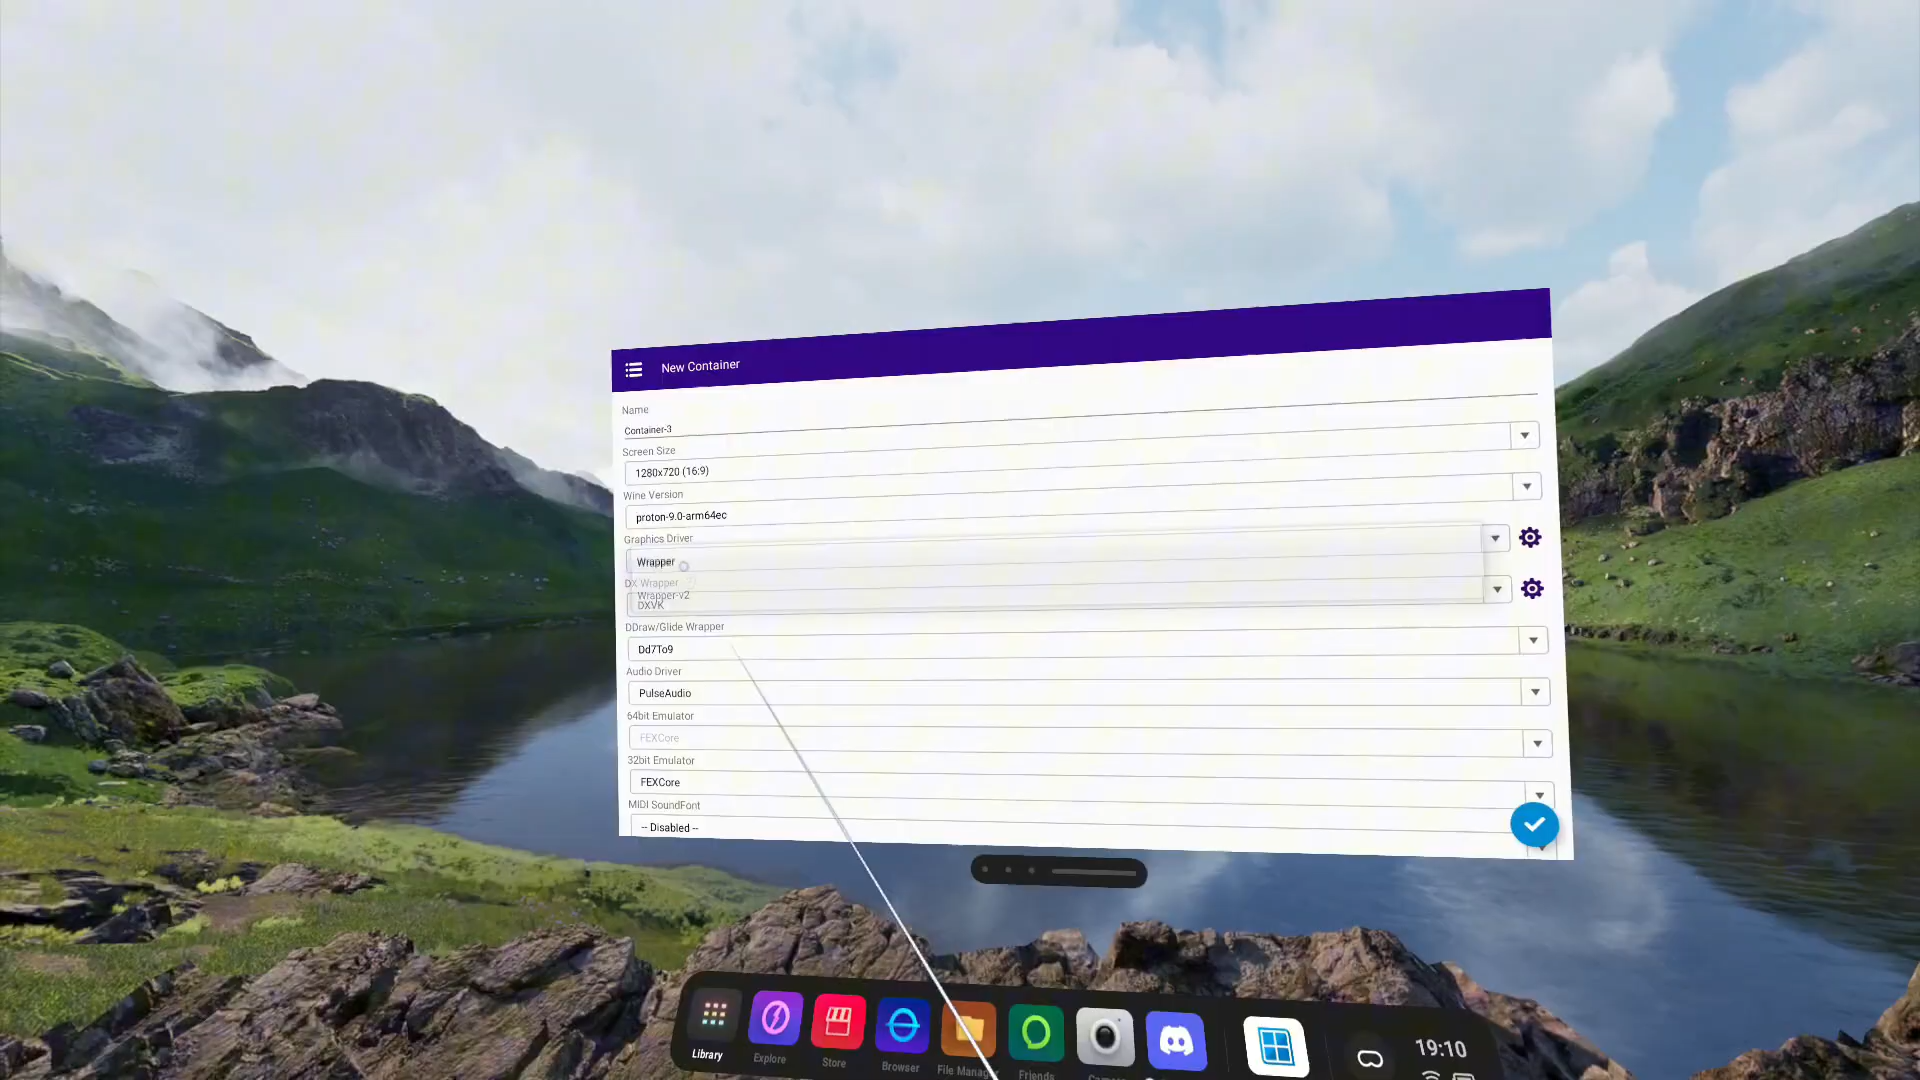 New Container
Name
Container-3
Screen Size
1280x720 (16:9)
Wine Version
proton-9.0-arm64ec
Graphics Driver
Wrapper
DX Wrapper
Wrapper-v2
DXVK
DDraw/Glide Wrapper
Dd7To9
Audio Driver
PulseAudio
64bit Emulator
FEXCore
32bit Emulator
FEXCore
MIDI SoundFont
-- Disabled --
Library
Explore
Store
Browser
File Manag
Friends
19:10